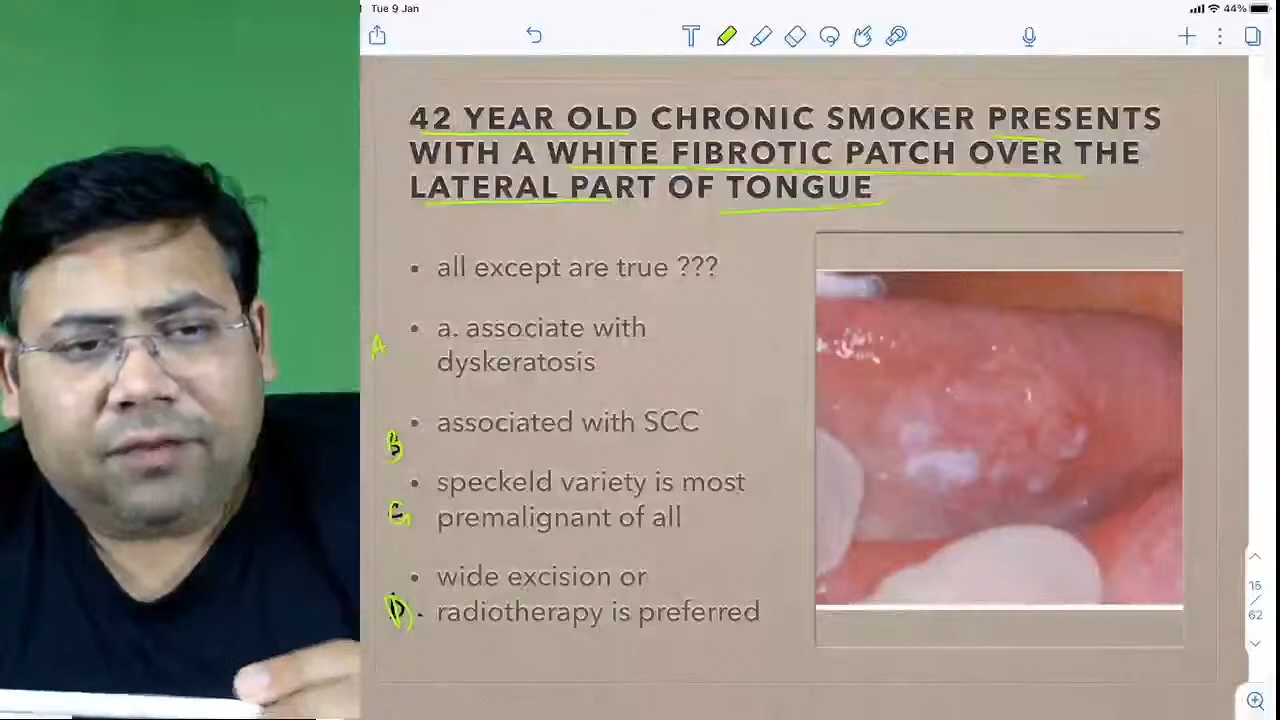 Tue 9 Jan
44%
T
42 YEAR OLD CHRONIC SMOKER PRESENTS
WITH A WHITE FIBROTIC PATCH OVER THE
LATERAL PART OF TONGUE
• all except are true ???
• a. associate with
dyskeratosis
A
• associated with SCC
B
• speckeld variety is most
premalignant of all
C
• wide excision or
radiotherapy is preferred
D
15
/
62